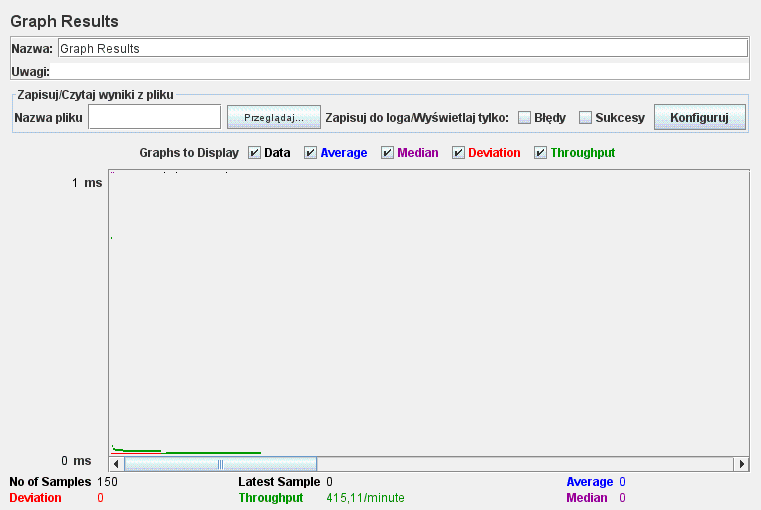 Graph Results
Nazwa: Graph Results
Uwagi:
Zapisuj/Czytaj wyniki z pliku
Nazwa pliku Przeglądaj... Zapisuj do loga/Wyświetlaj tylko: Błędy Sukcesy Konfiguruj
Graphs to Display Data Average Median Deviation Throughput
1 ms
0 ms
No of Samples 150 Latest Sample 0 Average 0
Deviation 0 Throughput 415,11/minute Median 0